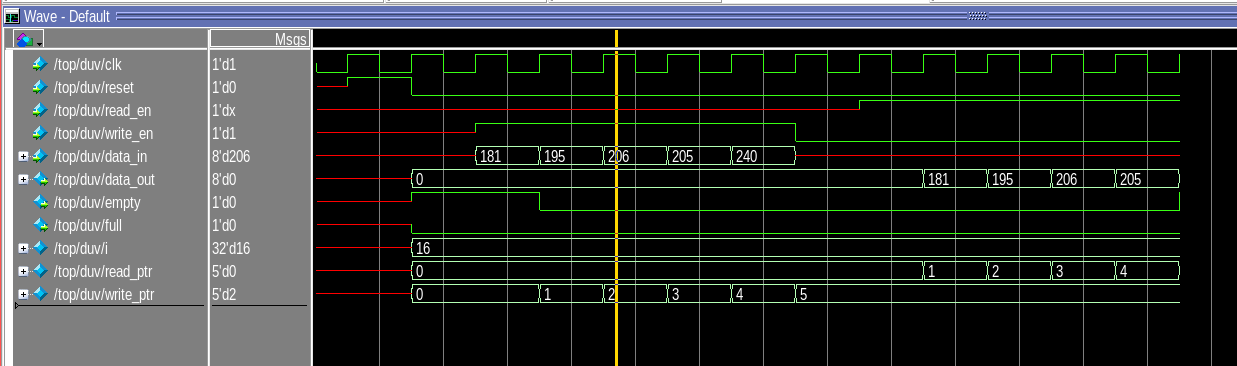 Wave - Default
Msgs
/top/duv/clk 1'd1
/top/duv/reset 1'd0
/top/duv/read_en 1'dx
/top/duv/write_en 1'd1
/top/duv/data_in 8'd206 181 195 206 205 240
/top/duv/data_out 8'd0 0 181 195 206 205
/top/duv/empty 1'd0
/top/duv/full 1'd0
/top/duv/i 32'd16 16
/top/duv/read_ptr 5'd0 0 1 2 3 4
/top/duv/write_ptr 5'd2 0 1 2 3 4 5